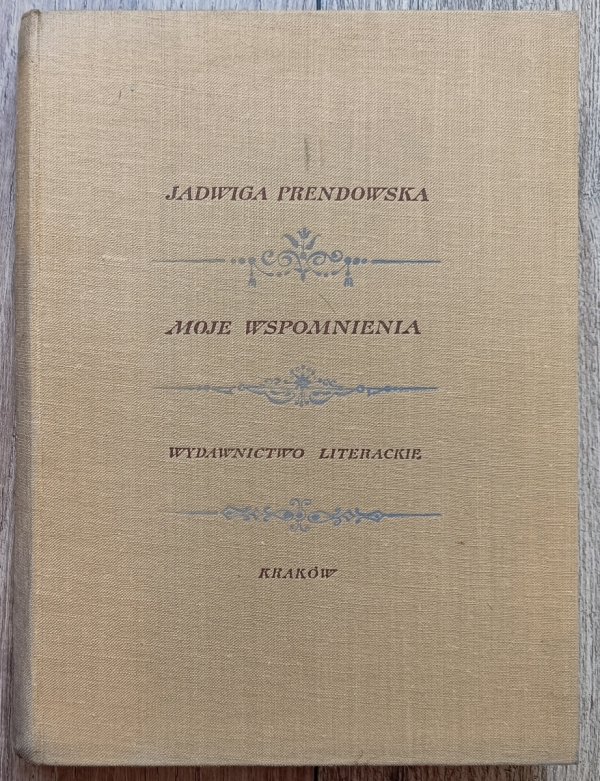 JADWIGA PRENDOWSKA
MOJE WSPOMNIENIA
WYDAWNICTWO LITERACKIE
KRAKÓW